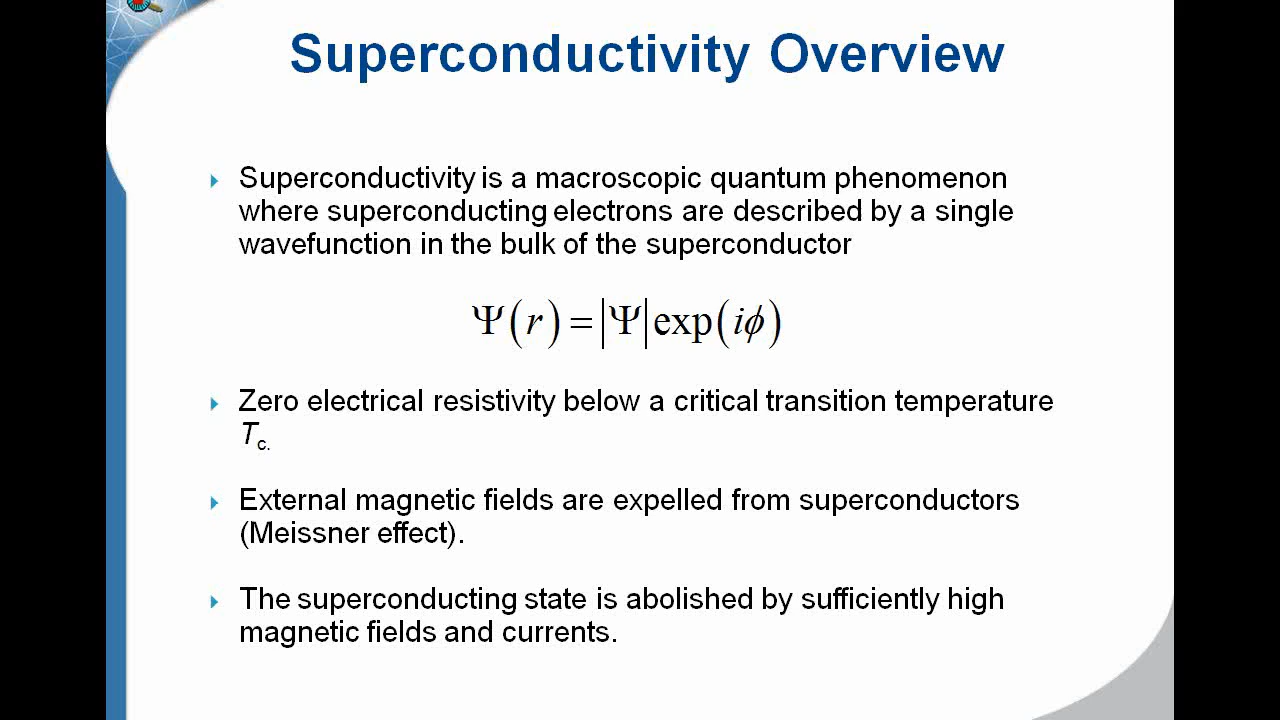 Superconductivity Overview
Superconductivity is a macroscopic quantum phenomenon
where superconducting electrons are described by a single
wavefunction in the bulk of the superconductor
Ψ(r) = |Ψ| exp(iϕ)
Zero electrical resistivity below a critical transition temperature
Tc.
External magnetic fields are expelled from superconductors
(Meissner effect).
The superconducting state is abolished by sufficiently high
magnetic fields and currents.